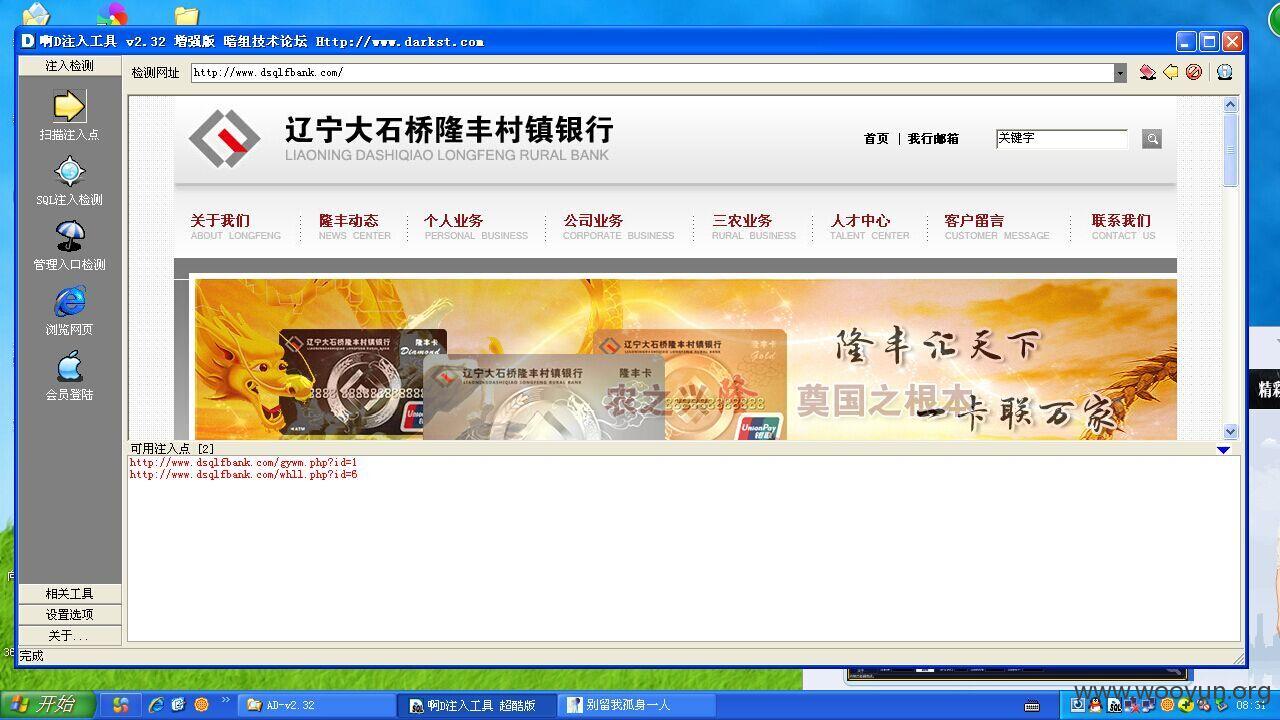 啊D注入工具 v2.32 增强版 暗组技术论坛 Http://www.darkst.com
注入检测
检测网址
http://www.dsqlfbank.com/
扫描注入点
SQL注入检测
管理入口检测
浏览网页
会员登陆
辽宁大石桥隆丰村镇银行
LIAONING DASHIQIAO LONGFENG RURAL BANK
首页 | 我行邮箱
关键字
关于我们 隆丰动态 个人业务 公司业务 三农业务 人才中心 客户留言 联系我们
ABOUT LONGFENG NEWS CENTER PERSONAL BUSINESS CORPORATE BUSINESS RURAL BUSINESS TALENT CENTER CUSTOMER MESSAGE CONTACT US
辽宁大石桥隆丰村镇银行 隆丰卡
Diamond
辽宁大石桥隆丰村镇银行 隆丰卡
辽宁大石桥隆丰村镇银行 隆丰卡
Gold
UnionPay
隆丰汇天下
农之兴隆 奠国之根本
一卡联万家
可用注入点 [2]
http://www.dsqlfbank.com/gywm.php?id=1
http://www.dsqlfbank.com/whll.php?id=6
相关工具
设置选项
关于...
完成
精彩
www.wooyun.org
开始
AD-v2.32
啊D注入工具 超酷版
别留我孤身一人
08:51